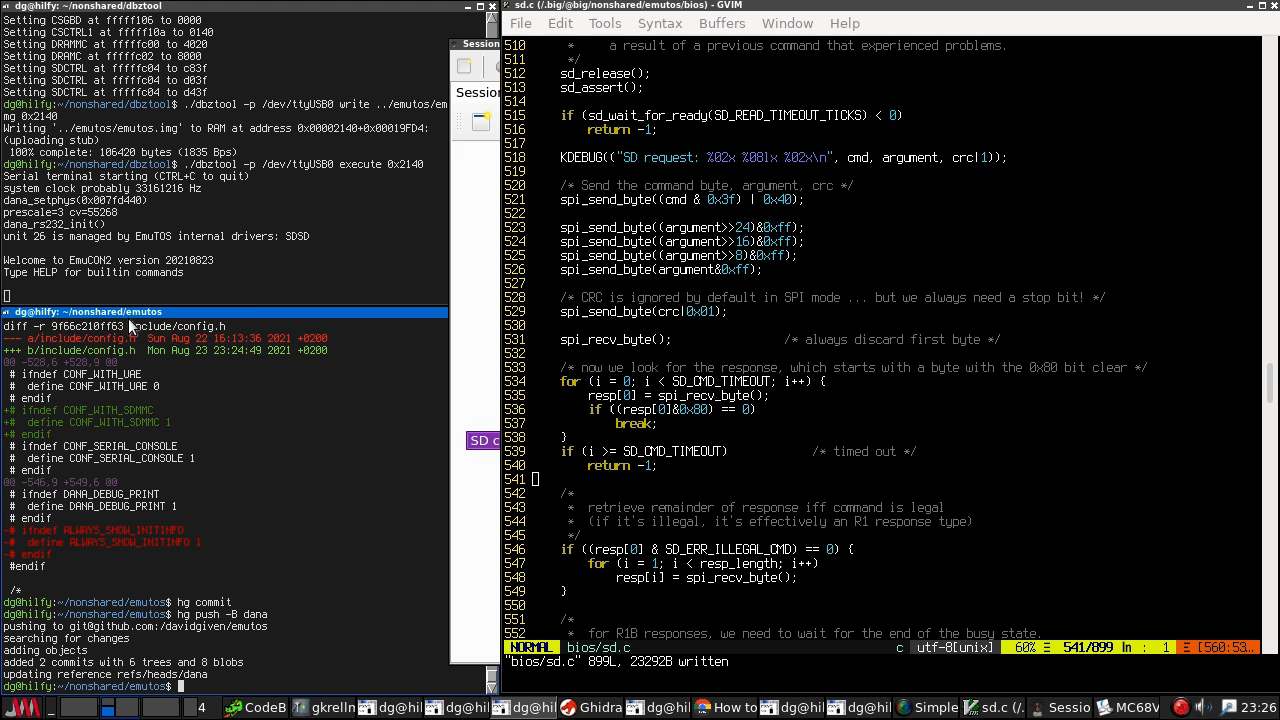 dg@hilfy: ~/nonshared/dbztool
Setting CSGBD at fffff106 to 0000
Setting CSCTRL1 at fffff10a to 0140
Setting DRAMMC at fffffc00 to 4020
Setting DRAMC at fffffc02 to 8000
Setting SDCTRL at fffffc04 to c83f
Setting SDCTRL at fffffc04 to d03f
Setting SDCTRL at fffffc04 to d43f
dg@hilfy:~/nonshared/dbztool$ ./dbztool -p /dev/ttyUSB0 write ../emutos/em
mg 0x2140
Writing '../emutos/emutos.img' to RAM at address 0x00002140+0x00019FD4:
(uploading stub)
100% complete: 106420 bytes (1835 Bps)
dg@hilfy:~/nonshared/dbztool$ ./dbztool -p /dev/ttyUSB0 execute 0x2140
Serial terminal starting (CTRL+C to quit)
system clock probably 33161216 Hz
dana_setphys(0x007fd440)
prescale=3 cv=55268
dana_rs232_init()
unit 26 is managed by EmuTOS internal drivers: SDSD
Welcome to EmuCON2 version 20210823
Type HELP for builtin commands
dg@hilfy: ~/nonshared/emutos
diff -r 9f66c210ff63 include/config.h
--- a/include/config.h Sun Aug 22 16:13:36 2021 +0200
+++ b/include/config.h Mon Aug 23 23:24:49 2021 +0200
@@ -528,6 +528,9 @@
# ifndef CONF_WITH_UAE
#  define CONF_WITH_UAE 0
# endif
+# ifndef CONF_WITH_SDMMC
+#  define CONF_WITH_SDMMC 1
+# endif
# ifndef CONF_SERIAL_CONSOLE
#  define CONF_SERIAL_CONSOLE 1
# endif
@@ -546,9 +549,6 @@
# ifndef DANA_DEBUG_PRINT
#  define DANA_DEBUG_PRINT 1
# endif
-# ifndef ALWAYS_SHOW_INITINFO
-#  define ALWAYS_SHOW_INITINFO 1
-# endif
#endif
/*
dg@hilfy:~/nonshared/emutos$ hg commit
dg@hilfy:~/nonshared/emutos$ hg push -B dana
pushing to git@github.com:/davidgiven/emutos
searching for changes
adding objects
added 2 commits with 6 trees and 8 blobs
updating reference refs/heads/dana
dg@hilfy:~/nonshared/emutos$
Session
Session
SD c
sd.c (/.big/@big/nonshared/emutos/bios) - GVIM
File Edit Tools Syntax Buffers Window Help
510 *    a result of a previous command that experienced problems.
511 */
512 sd_release();
513 sd_assert();
514
515 if (sd_wait_for_ready(SD_READ_TIMEOUT_TICKS) < 0)
516 return -1;
517
518 KDEBUG(("SD request: %02x %08lx %02x\n", cmd, argument, crc|1));
519
520 /* Send the command byte, argument, crc */
521 spi_send_byte((cmd & 0x3f) | 0x40);
522
523 spi_send_byte((argument>>24)&0xff);
524 spi_send_byte((argument>>16)&0xff);
525 spi_send_byte((argument>>8)&0xff);
526 spi_send_byte(argument&0xff);
527
528 /* CRC is ignored by default in SPI mode ... but we always need a stop bit! */
529 spi_send_byte(crc|0x01);
530
531 spi_recv_byte(); /* always discard first byte */
532
533 /* now we look for the response, which starts with a byte with the 0x80 bit clear */
534 for (i = 0; i < SD_CMD_TIMEOUT; i++) {
535 resp[0] = spi_recv_byte();
536 if ((resp[0]&0x80) == 0)
537 break;
538 }
539 if (i >= SD_CMD_TIMEOUT) /* timed out */
540 return -1;
541
542 /*
543 * retrieve remainder of response iff command is legal
544 * (if it's illegal, it's effectively an R1 response type)
545 */
546 if ((resp[0] & SD_ERR_ILLEGAL_CMD) == 0) {
547 for (i = 1; i < resp_length; i++)
548 resp[i] = spi_recv_byte();
549 }
550
551 /*
552 * for R1B responses, we need to wait for the end of the busy state.
NORMAL bios/sd.c c utf-8[unix] 60% ☰ 541/899 ln : 1 Ξ [560:53…
"bios/sd.c" 899L, 23292B written
4 CodeB gkrelln dg@hil dg@hil dg@hil Ghidra dg@hil How to dg@hil dg@hil Simple sd.c (/. Sessio MC68V 23:26